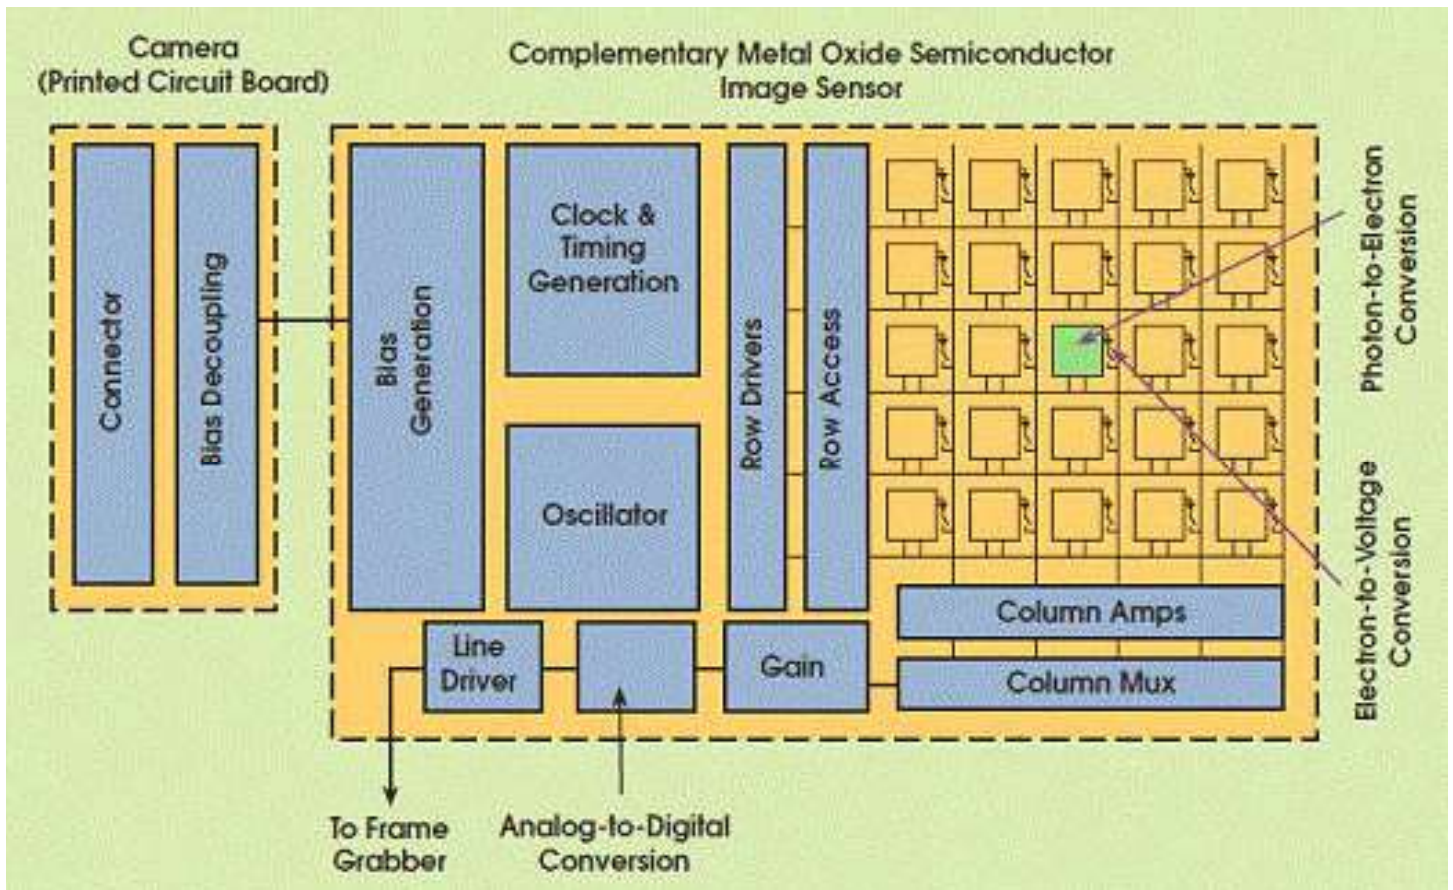 Camera
(Printed Circuit Board)
Complementary Metal Oxide Semiconductor
Image Sensor
Connector
Bias Decoupling
Bias
Generation
Clock &
Timing
Generation
Oscillator
Row Drivers
Row Access
Photon-to-Electron
Conversion
Electron-to-Voltage
Conversion
Column Amps
Column Mux
Gain
Line
Driver
To Frame
Grabber
Analog-to-Digital
Conversion